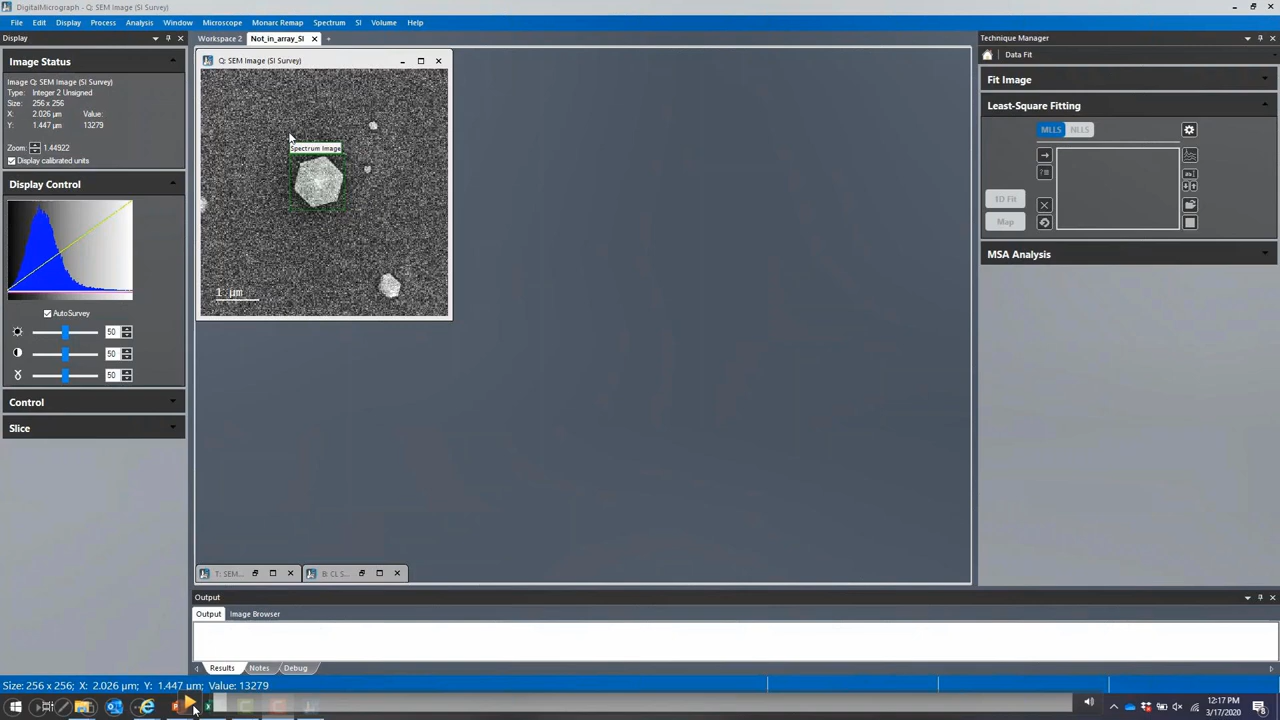 DigitalMicrograph
File Edit Display Process Analysis Window Microscope Monarc Remap Spectrum SI Volume Help
Display
Workspace 2 Not_in_array_SI +
Technique Manager
Home
Image Status
Image Q: SEM Image (SI Survey)
Type: Integer 2 Unsigned
Size: 256 x 256
X: 2.026 µm Value:
Y: 1.447 µm 13279
Zoom: 1.44922
Display calibrated units
Display Control
AutoSurvey
50
50
50
Control
Slice
Q: SEM Image (SI Survey)
Spectrum Image
1 µm
T: SEM...
B: CL S...
Chart Fit
Fit Image
Least-Square Fitting
MLLS NLLS
1D Fit
Map
MSA Analysis
Output
Output Image Browser
Results Notes Debug
Size: 256 x 256; X: 2.026 µm; Y: 1.447 µm; Value: 13279
12:17 PM
3/17/2020